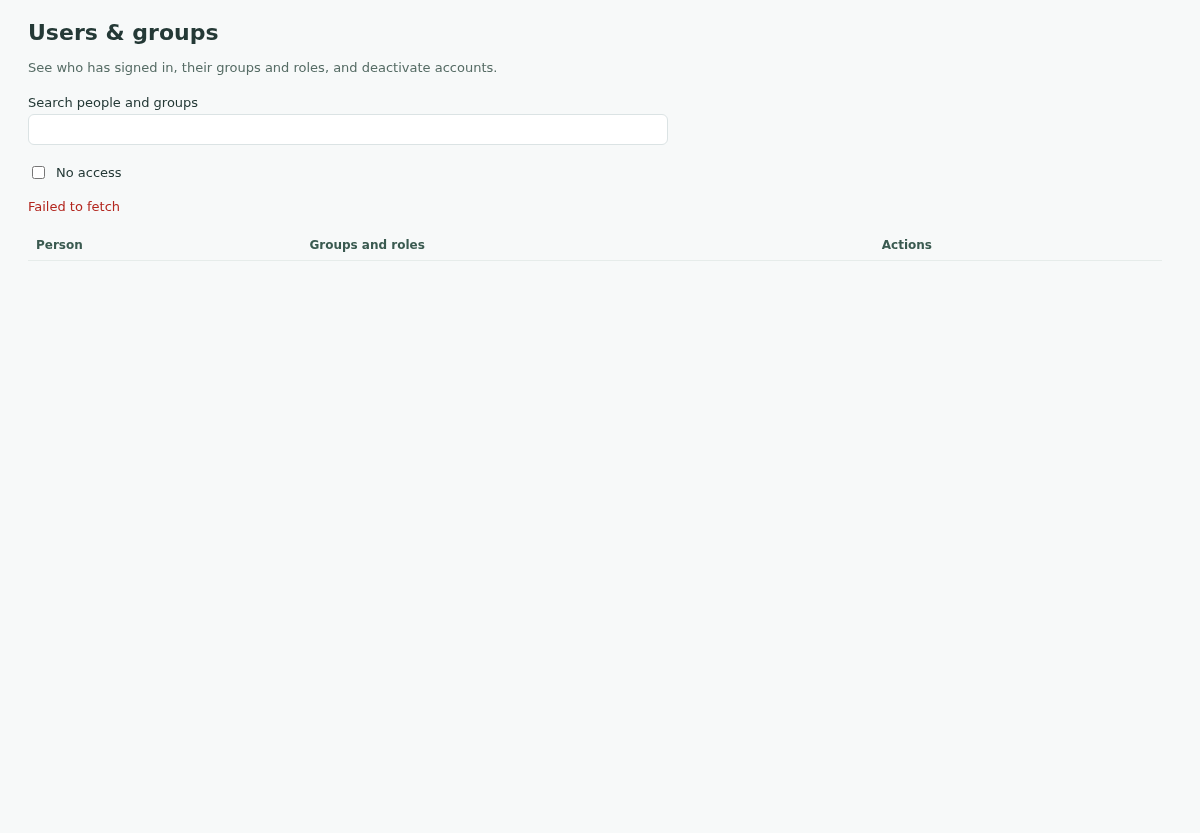 Users & groups
See who has signed in, their groups and roles, and deactivate accounts.
Search people and groups
No access
Failed to fetch
Person Groups and roles Actions